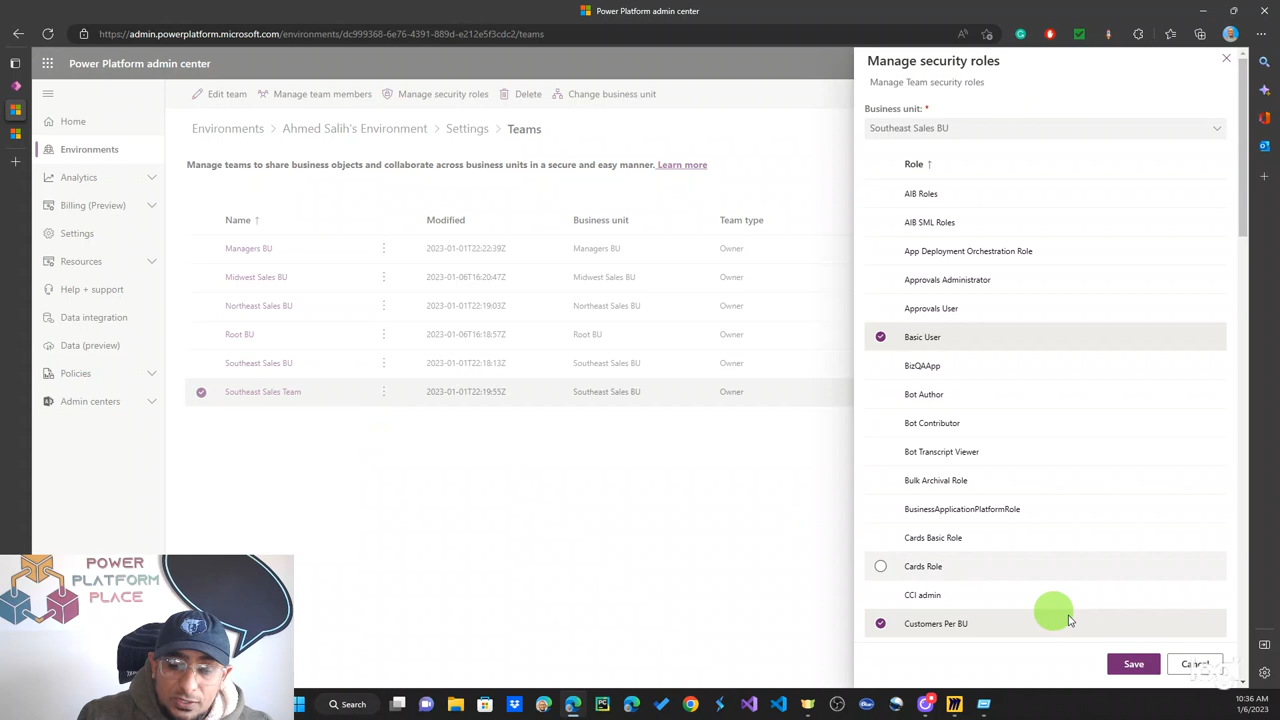 Power Platform admin center
https://admin.powerplatform.microsoft.com/environments/dc999368-6e76-4391-889d-e212e5f3cdc2/teams
Power Platform admin center
Home
Environments
Analytics
Billing (Preview)
Settings
Resources
Help + support
Data integration
Data (preview)
Policies
Admin centers
Edit team
Manage team members
Manage security roles
Delete
Change business unit
Environments > Ahmed Salih's Environment > Settings > Teams
Manage teams to share business objects and collaborate across business units in a secure and easy manner. Learn more
Name ↑ Modified Business unit Team type
Managers BU 2023-01-01T22:22:39Z Managers BU Owner
Midwest Sales BU 2023-01-06T16:20:47Z Midwest Sales BU Owner
Northeast Sales BU 2023-01-01T22:19:03Z Northeast Sales BU Owner
Root BU 2023-01-06T16:18:57Z Root BU Owner
Southeast Sales BU 2023-01-01T22:18:13Z Southeast Sales BU Owner
Southeast Sales Team 2023-01-01T22:19:55Z Southeast Sales BU Owner
Manage security roles
Manage Team security roles
Business unit: *
Southeast Sales BU
Role ↑
AIB Roles
AIB SML Roles
App Deployment Orchestration Role
Approvals Administrator
Approvals User
Basic User
BizQAApp
Bot Author
Bot Contributor
Bot Transcript Viewer
Bulk Archival Role
BusinessApplicationPlatformRole
Cards Basic Role
Cards Role
CCI admin
Customers Per BU
Save
POWER
PLATFORM
PLACE
Search
10:36 AM
1/6/2023